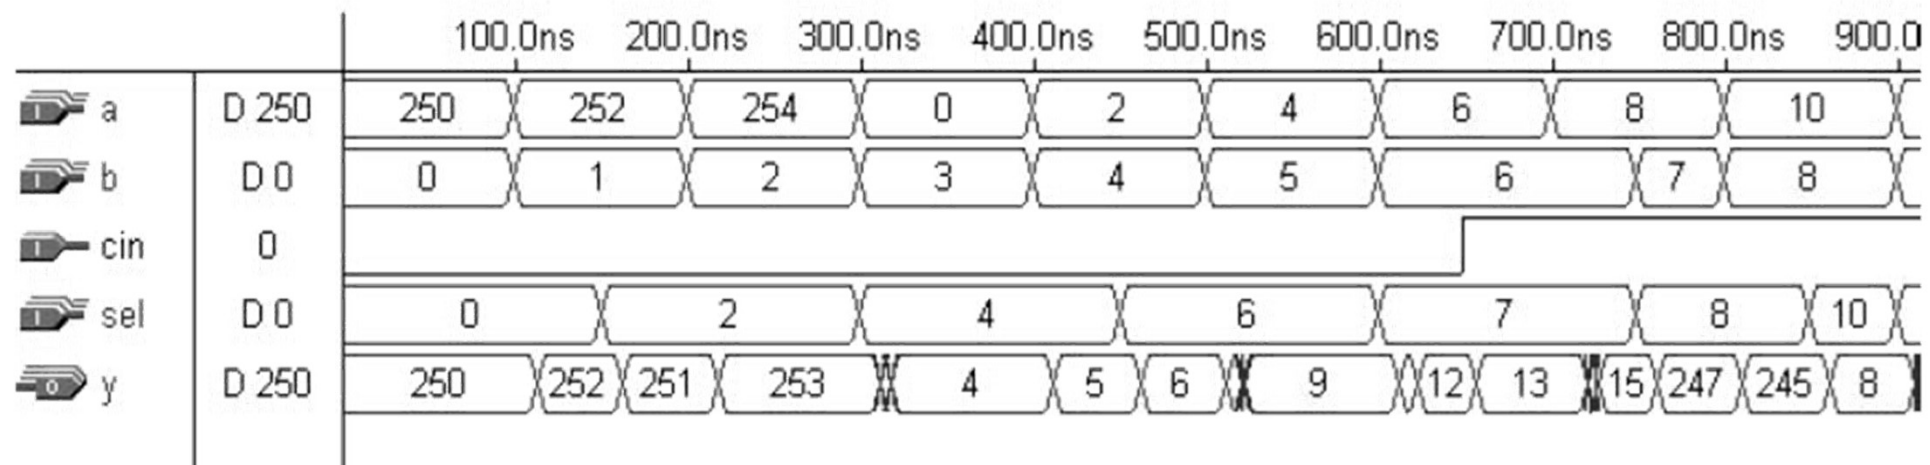 100.0ns 200.0ns 300.0ns 400.0ns 500.0ns 600.0ns 700.0ns 800.0ns 900.0
I a D 250 250 252 254 0 2 4 6 8 10
I b D 0 0 1 2 3 4 5 6 7 8
I cin 0
I sel D 0 0 2 4 6 7 8 10
O y D 250 250 252 251 253 4 5 6 9 12 13 15 247 245 8